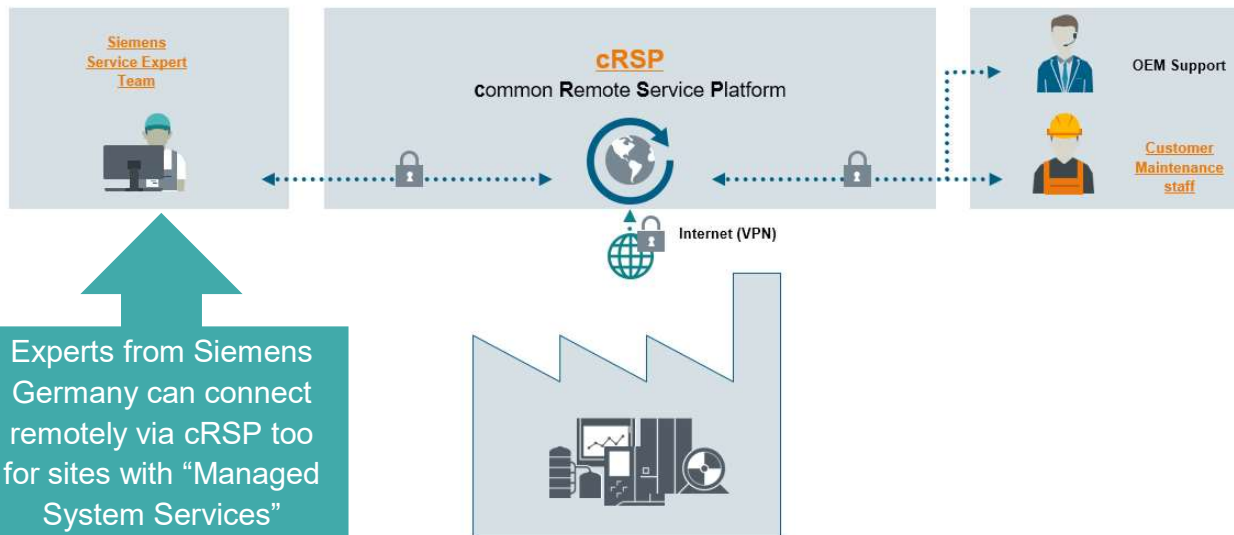 Siemens
Service Expert
Team
cRSP
common Remote Service Platform
OEM Support
Customer
Maintenance
staff
Internet (VPN)
Experts from Siemens
Germany can connect
remotely via cRSP too
for sites with “Managed
System Services”